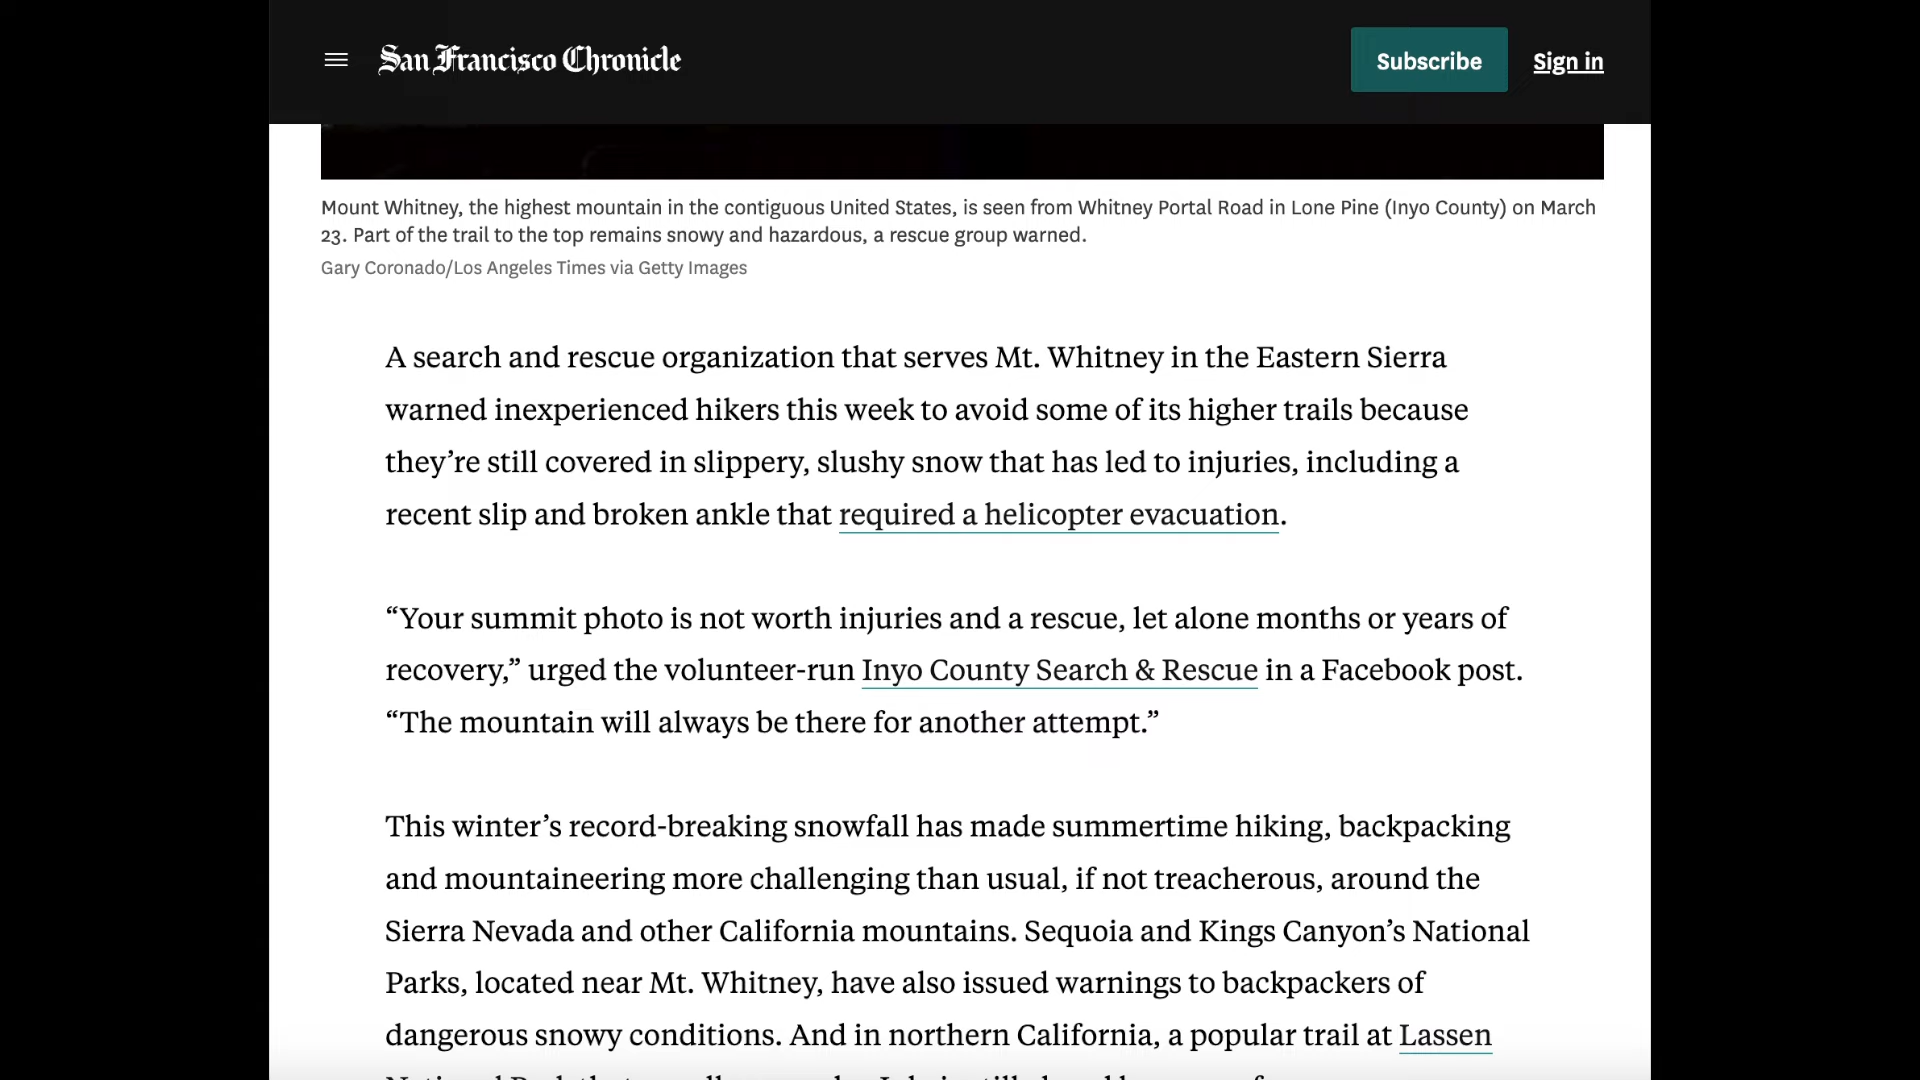 San Francisco Chronicle
Subscribe
Sign in
Mount Whitney, the highest mountain in the contiguous United States, is seen from Whitney Portal Road in Lone Pine (Inyo County) on March
23. Part of the trail to the top remains snowy and hazardous, a rescue group warned.
Gary Coronado/Los Angeles Times via Getty Images
A search and rescue organization that serves Mt. Whitney in the Eastern Sierra
warned inexperienced hikers this week to avoid some of its higher trails because
they’re still covered in slippery, slushy snow that has led to injuries, including a
recent slip and broken ankle that required a helicopter evacuation.
“Your summit photo is not worth injuries and a rescue, let alone months or years of
recovery,” urged the volunteer-run Inyo County Search & Rescue in a Facebook post.
“The mountain will always be there for another attempt.”
This winter’s record-breaking snowfall has made summertime hiking, backpacking
and mountaineering more challenging than usual, if not treacherous, around the
Sierra Nevada and other California mountains. Sequoia and Kings Canyon’s National
Parks, located near Mt. Whitney, have also issued warnings to backpackers of
dangerous snowy conditions. And in northern California, a popular trail at Lassen